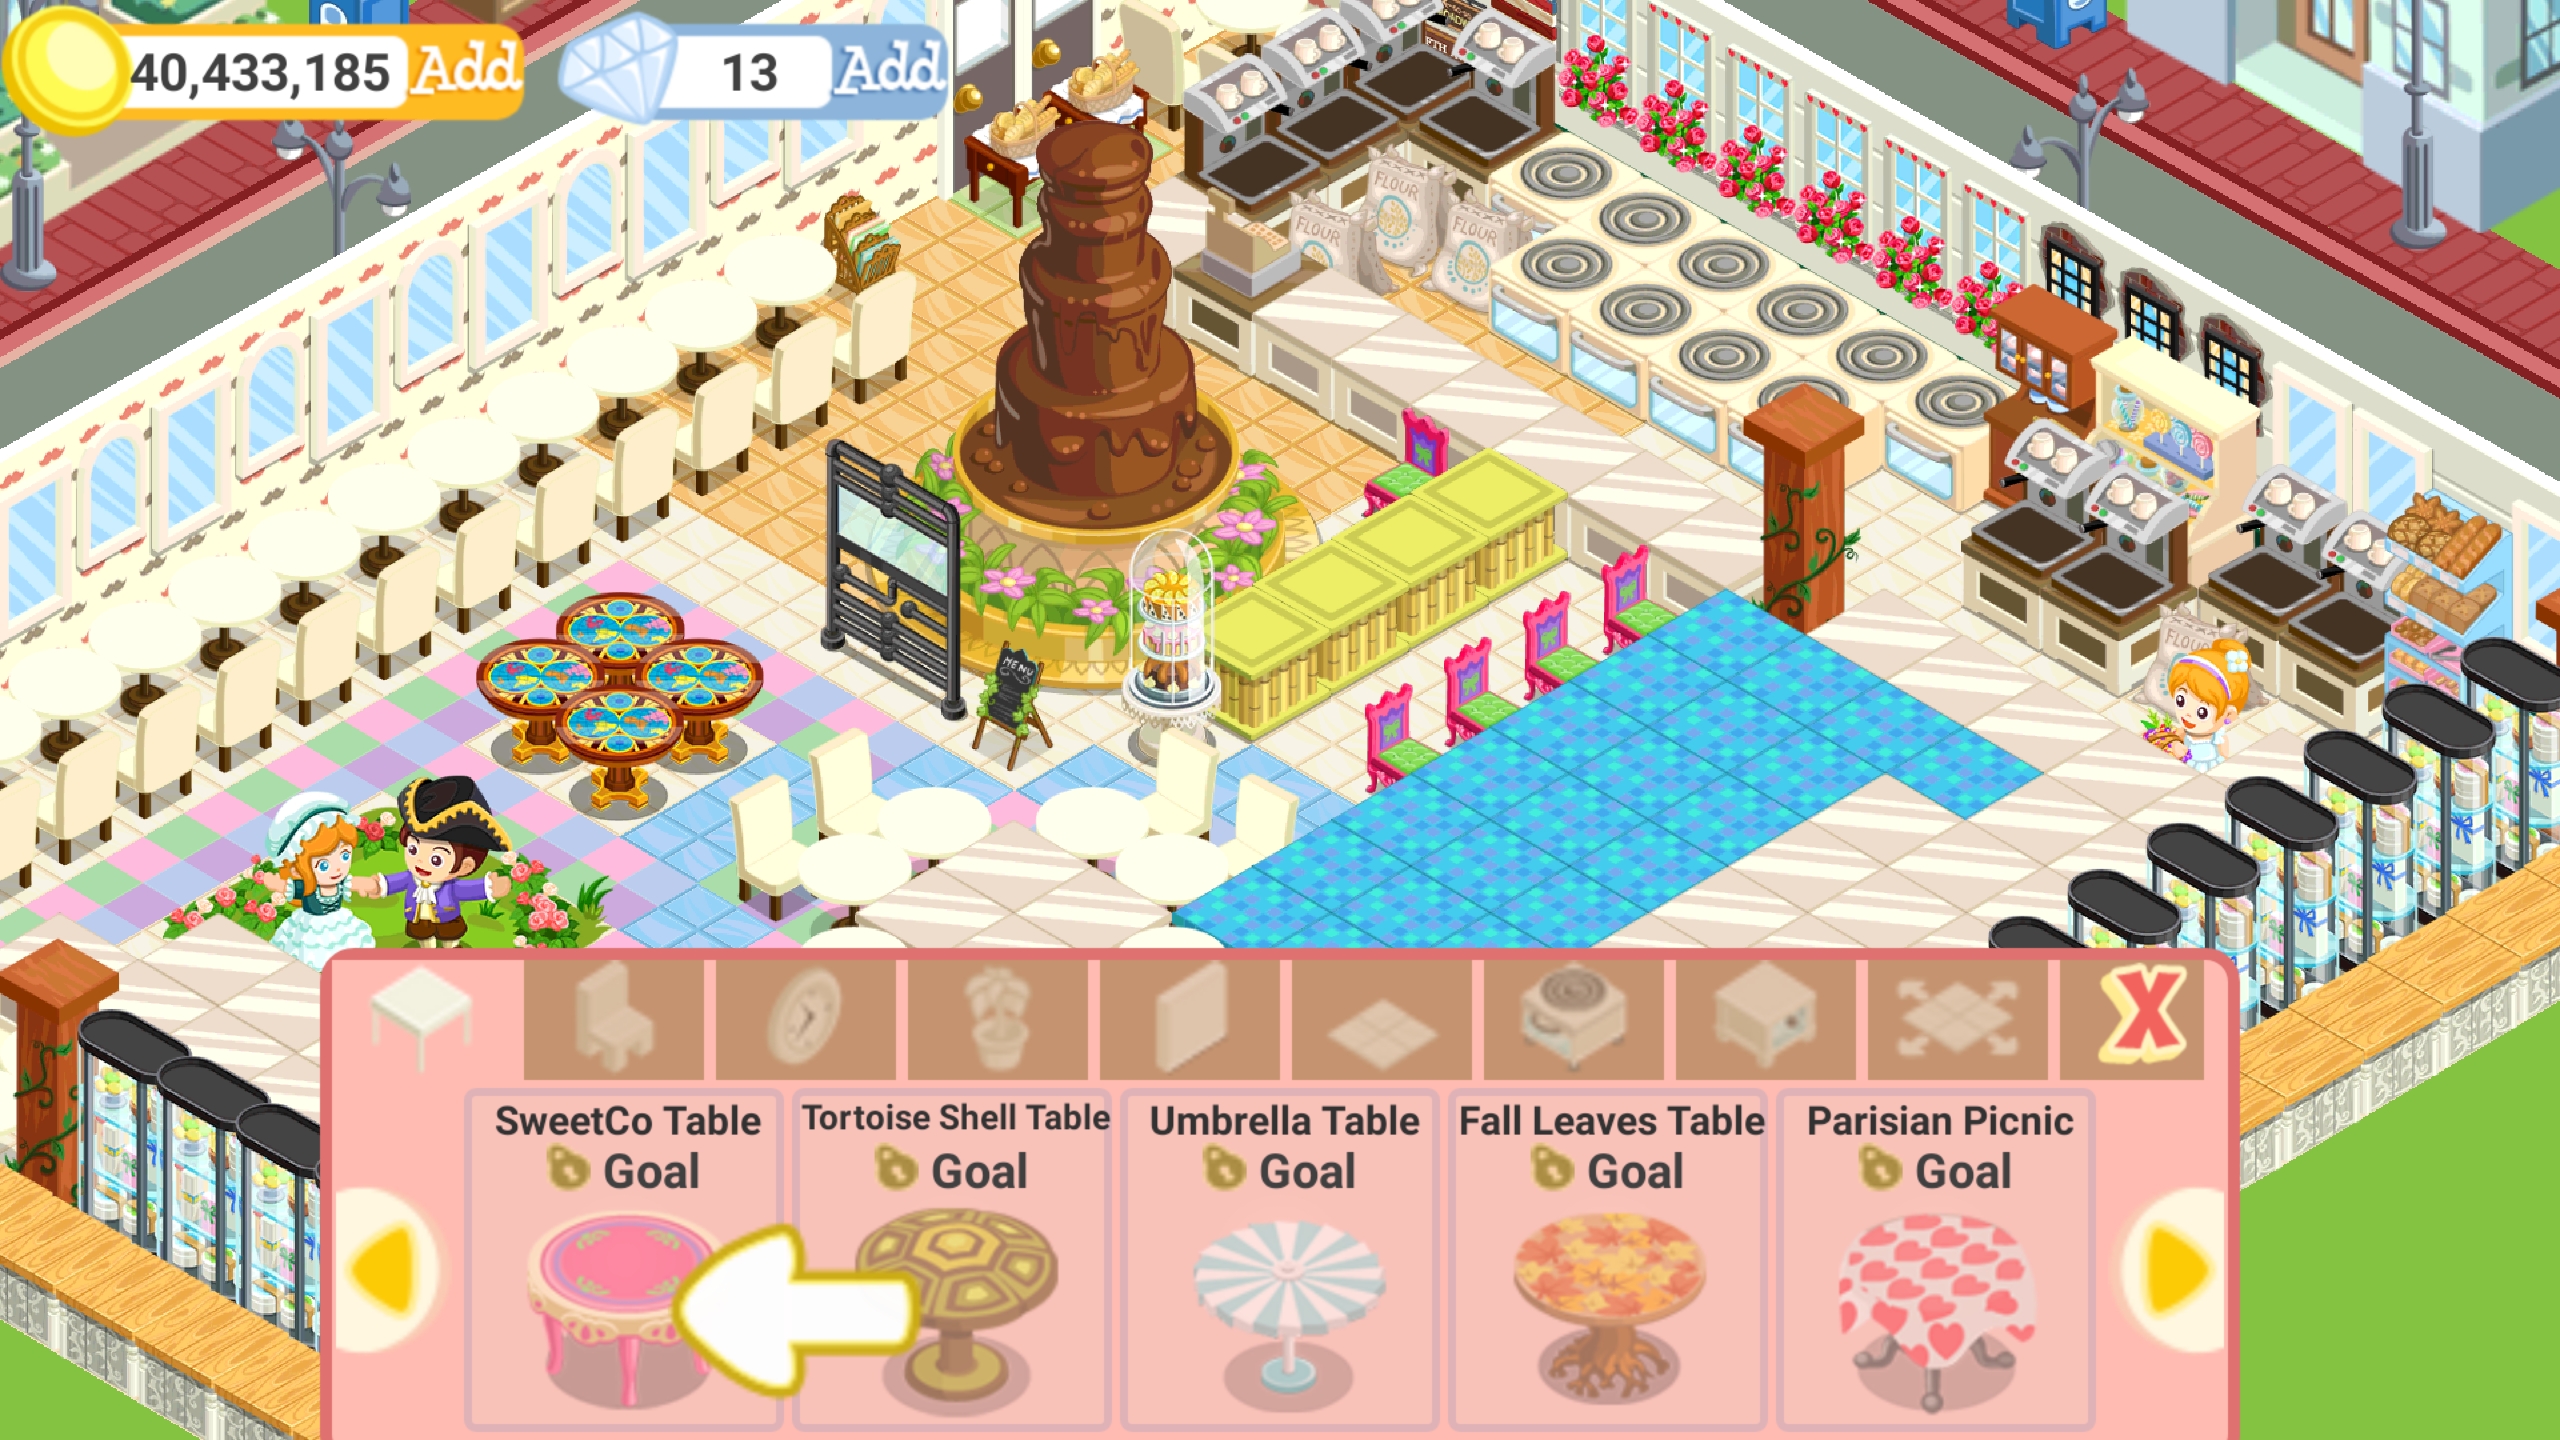 40,433,185 Add
13 Add
FLOUR
FLOUR
FLOUR
MENU
FLOUR
SweetCo Table
Goal
Tortoise Shell Table
Goal
Umbrella Table
Goal
Fall Leaves Table
Goal
Parisian Picnic
Goal
X